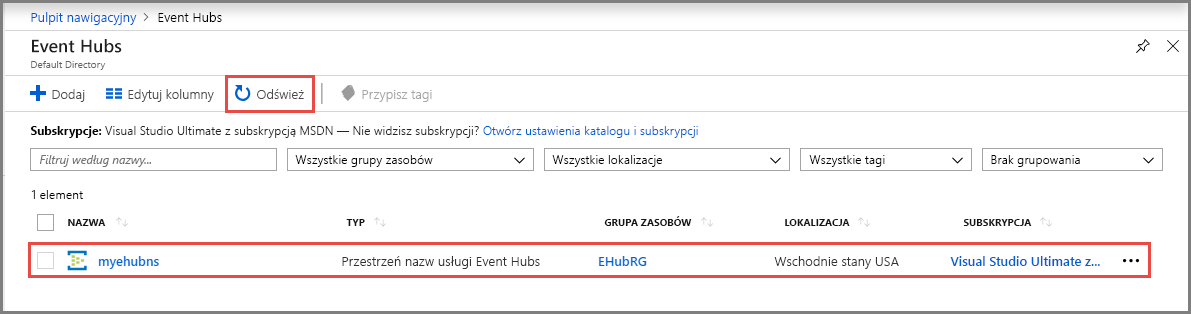 Pulpit nawigacyjny > Event Hubs
Event Hubs
Default Directory
Dodaj Edytuj kolumny Odśwież Przypisz tagi
Subskrypcje: Visual Studio Ultimate z subskrypcją MSDN — Nie widzisz subskrypcji? Otwórz ustawienia katalogu i subskrypcji
Filtruj według nazwy... Wszystkie grupy zasobów Wszystkie lokalizacje Wszystkie tagi Brak grupowania
1 element
NAZWA TYP GRUPA ZASOBÓW LOKALIZACJA SUBSKRYPCJA
myehubns Przestrzeń nazw usługi Event Hubs EHubRG Wschodnie stany USA Visual Studio Ultimate z...